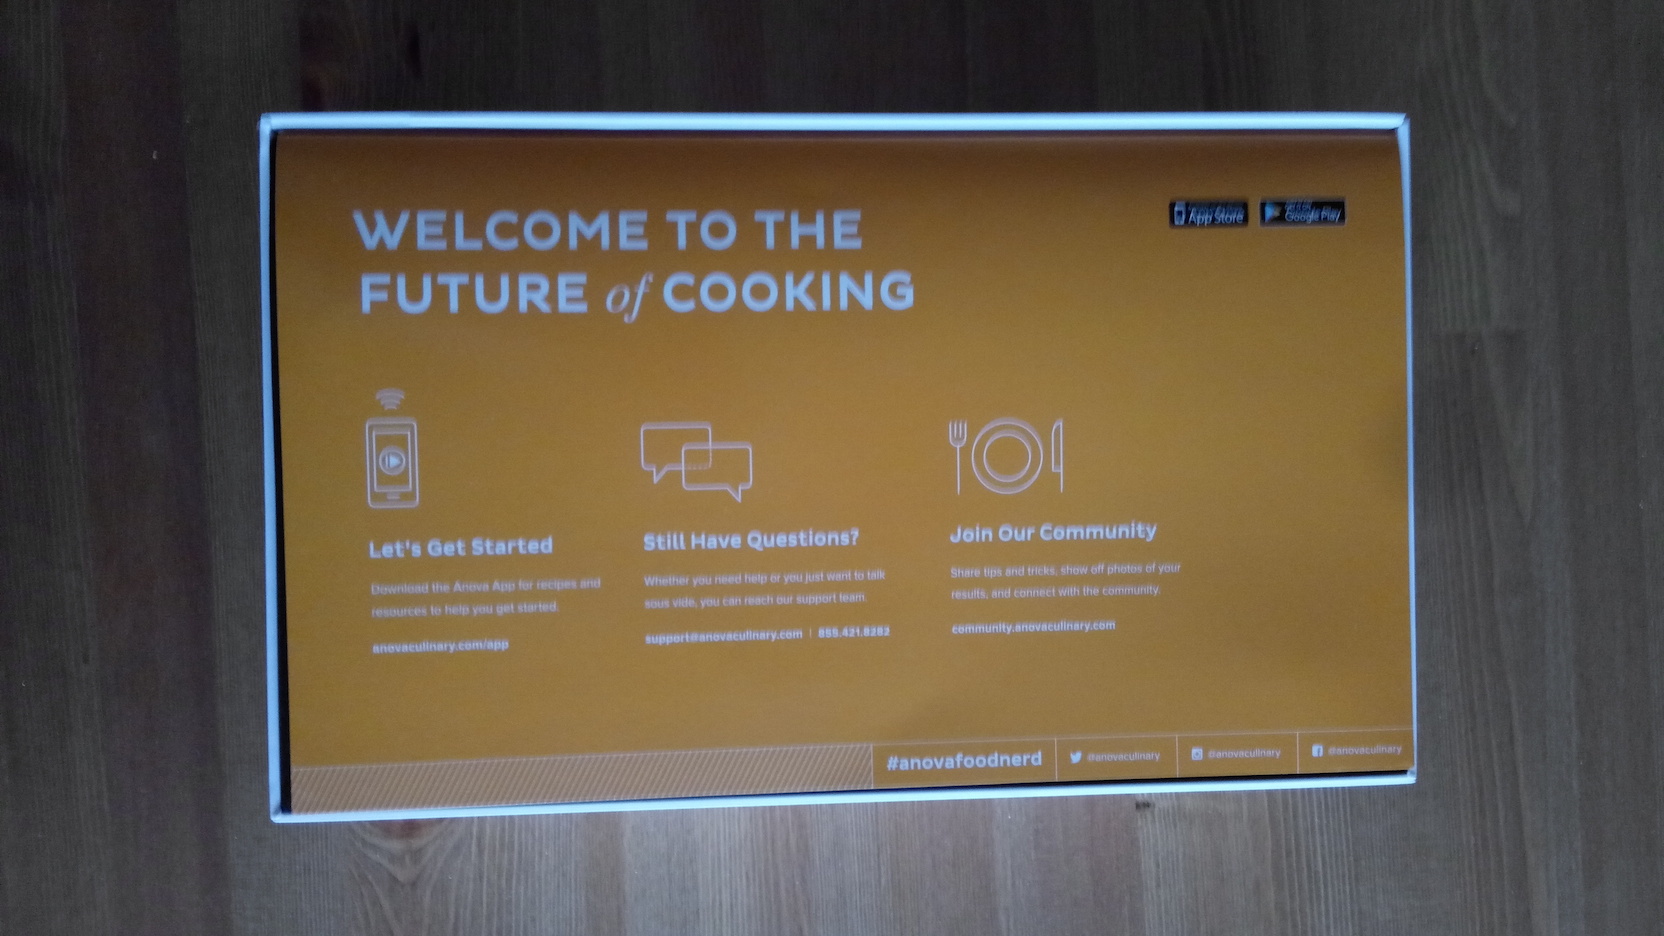 WELCOME TO THE
FUTURE of COOKING
App Store
Google Play
Let's Get Started
Download the Anova App for recipes and
resources to help you get started.
anovaculinary.com/app
Still Have Questions?
Whether you need help or you just want to talk
sous vide, you can reach our support team.
support@anovaculinary.com | 855.421.8282
Join Our Community
Share tips and tricks, show off photos of your
results, and connect with the community.
community.anovaculinary.com
#anovafoodnerd
@anovaculinary
@anovaculinary
@anovaculinary